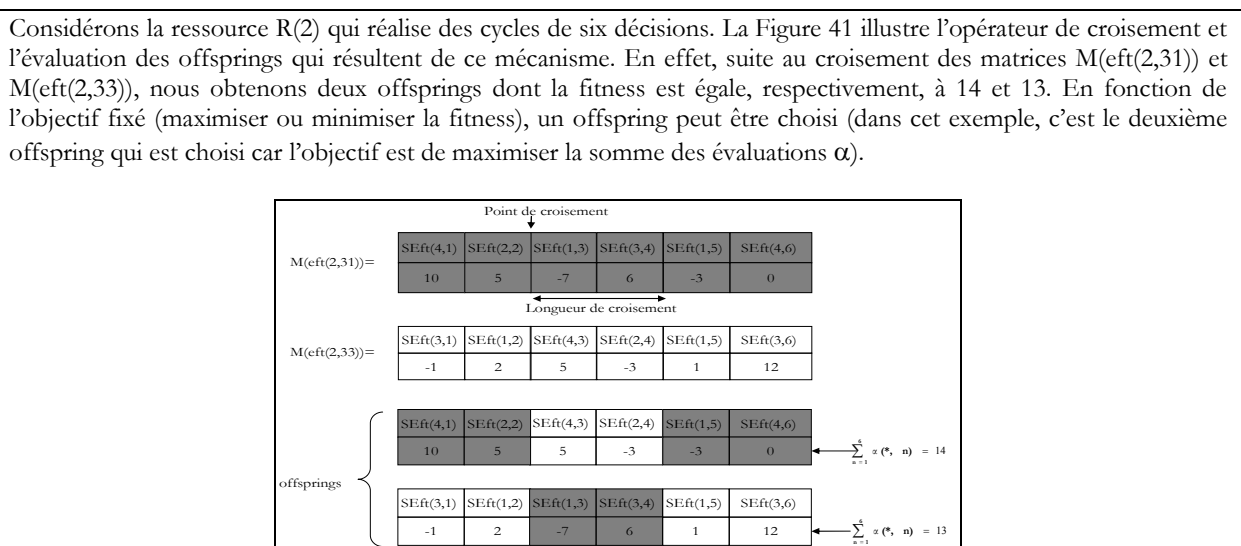 Considérons la ressource R(2) qui réalise des cycles de six décisions. La Figure 41 illustre l'opérateur de croisement et
l'évaluation des offsprings qui résultent de ce mécanisme. En effet, suite au croisement des matrices M(eft(2,31)) et
M(eft(2,33)), nous obtenons deux offsprings dont la fitness est égale, respectivement, à 14 et 13. En fonction de
l'objectif fixé (maximiser ou minimiser la fitness), un offspring peut être choisi (dans cet exemple, c'est le deuxième
offspring qui est choisi car l'objectif est de maximiser la somme des évaluations α).
Point de croisement
M(eft(2,31))=
SEft(4,1) SEft(2,2) SEft(1,3) SEft(3,4) SEft(1,5) SEft(4,6)
10 5 -7 6 -3 0
Longueur de croisement
M(eft(2,33))=
SEft(3,1) SEft(1,2) SEft(4,3) SEft(2,4) SEft(1,5) SEft(3,6)
-1 2 5 -3 1 12
offsprings
SEft(4,1) SEft(2,2) SEft(4,3) SEft(2,4) SEft(1,5) SEft(4,6)
10 5 5 -3 -3 0
6 ∑ n = 1 α (*, n) = 14
SEft(3,1) SEft(1,2) SEft(1,3) SEft(3,4) SEft(1,5) SEft(3,6)
-1 2 -7 6 1 12
6 ∑ n = 1 α (*, n) = 13